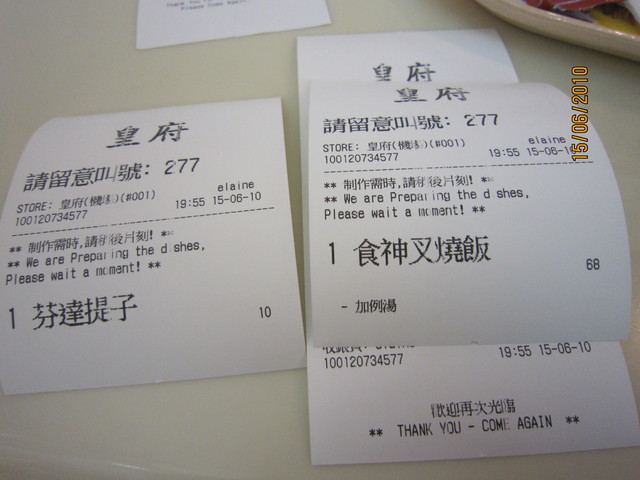 Please Come Again.
皇府
請留意叫號: 277
STORE: 皇府(機場)(#001)
elaine
100120734577
19:55 15-06-10
** 制作需時,請稍後片刻! **
** We are Preparing the dishes,
Please wait a moment! **
1 芬達提子
10
皇府
皇府
請留意叫號: 277
STORE: 皇府(機場)(#001)
elaine
100120734577
19:55 15-06-10
** 制作需時,請稍後片刻! **
** We are Preparing the dishes,
Please wait a moment! **
1 食神叉燒飯
68
- 加例湯
100120734577
19:55 15-06-10
歡迎再次光臨
** THANK YOU - COME AGAIN **
15/06/2010